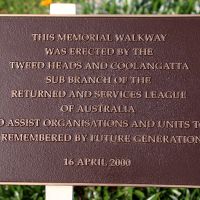 THIS MEMORIAL WALKWAY
WAS ERECTED BY THE
TWEED HEADS AND COOLANGATTA
SUB BRANCH OF THE
RETURNED AND SERVICES LEAGUE
OF AUSTRALIA
O ASSIST ORGANISATIONS AND UNITS TO
REMEMBERED BY FUTURE GENERATION
16 APRIL 2000